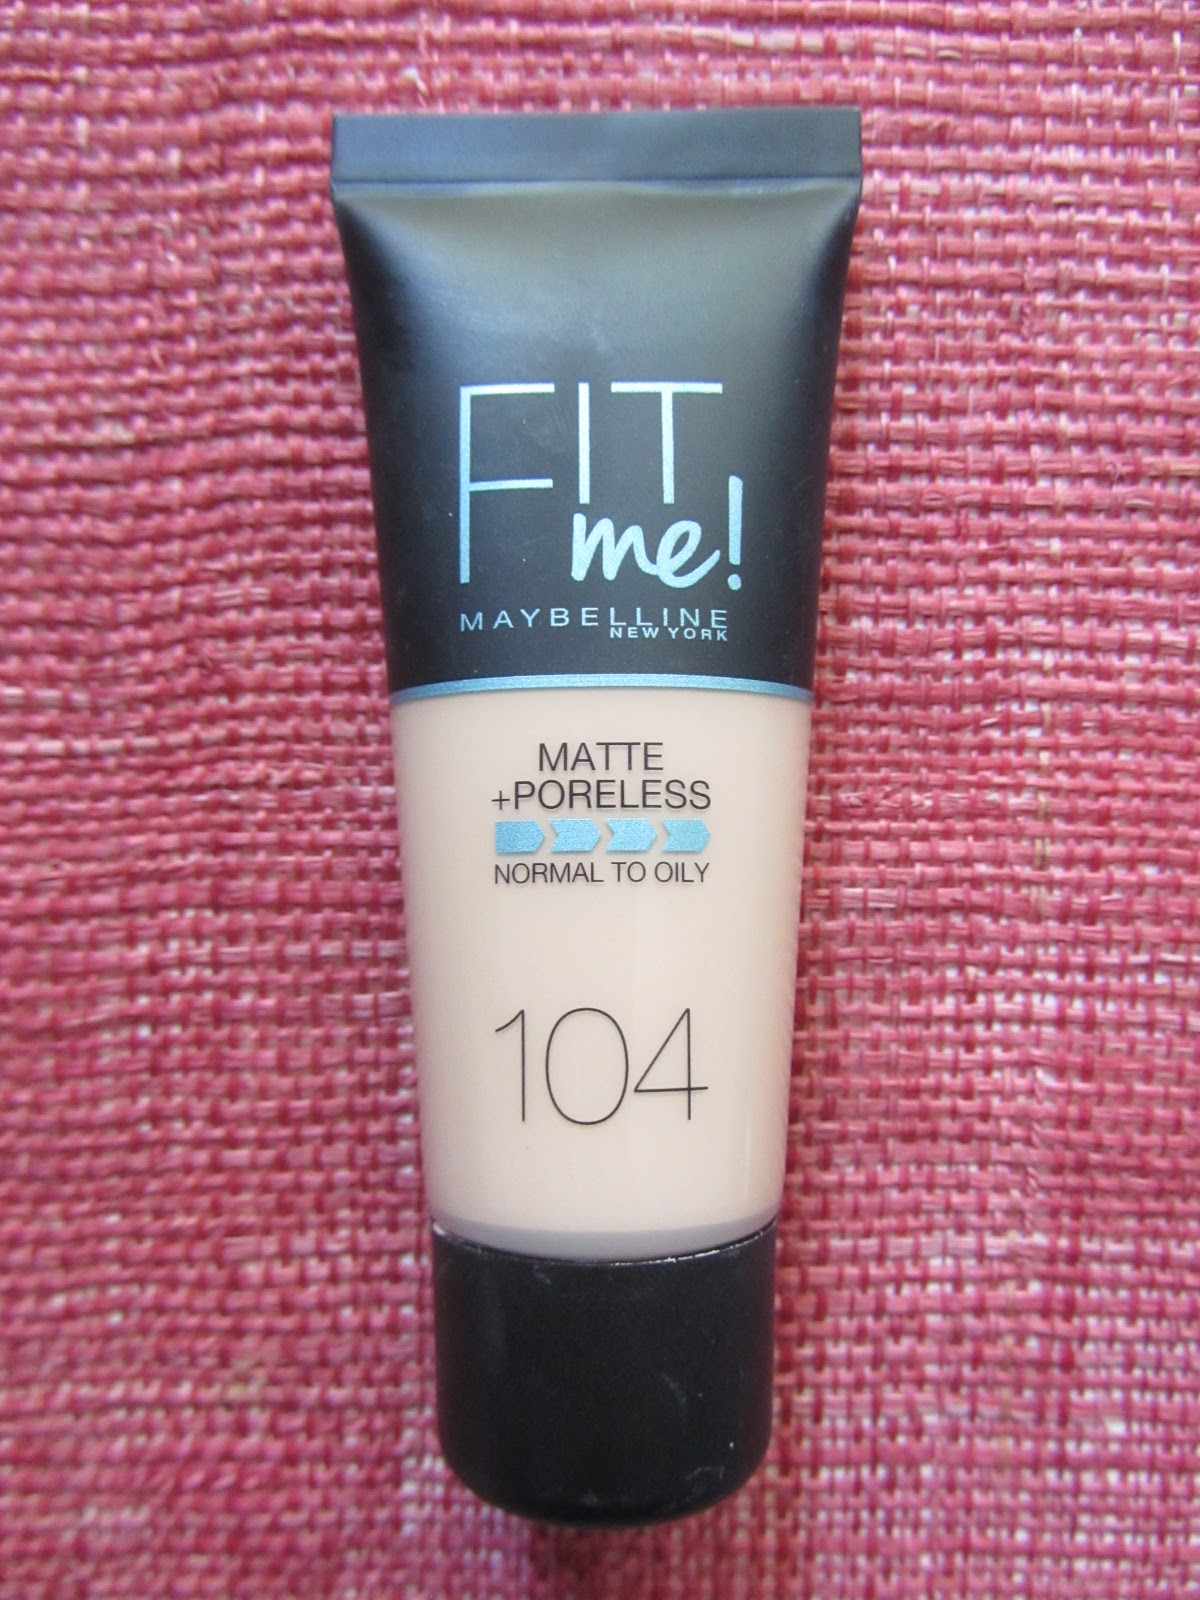 FIT
me!
MAYBELLINE
NEW YORK
MATTE
+PORELESS
NORMAL TO OILY
104